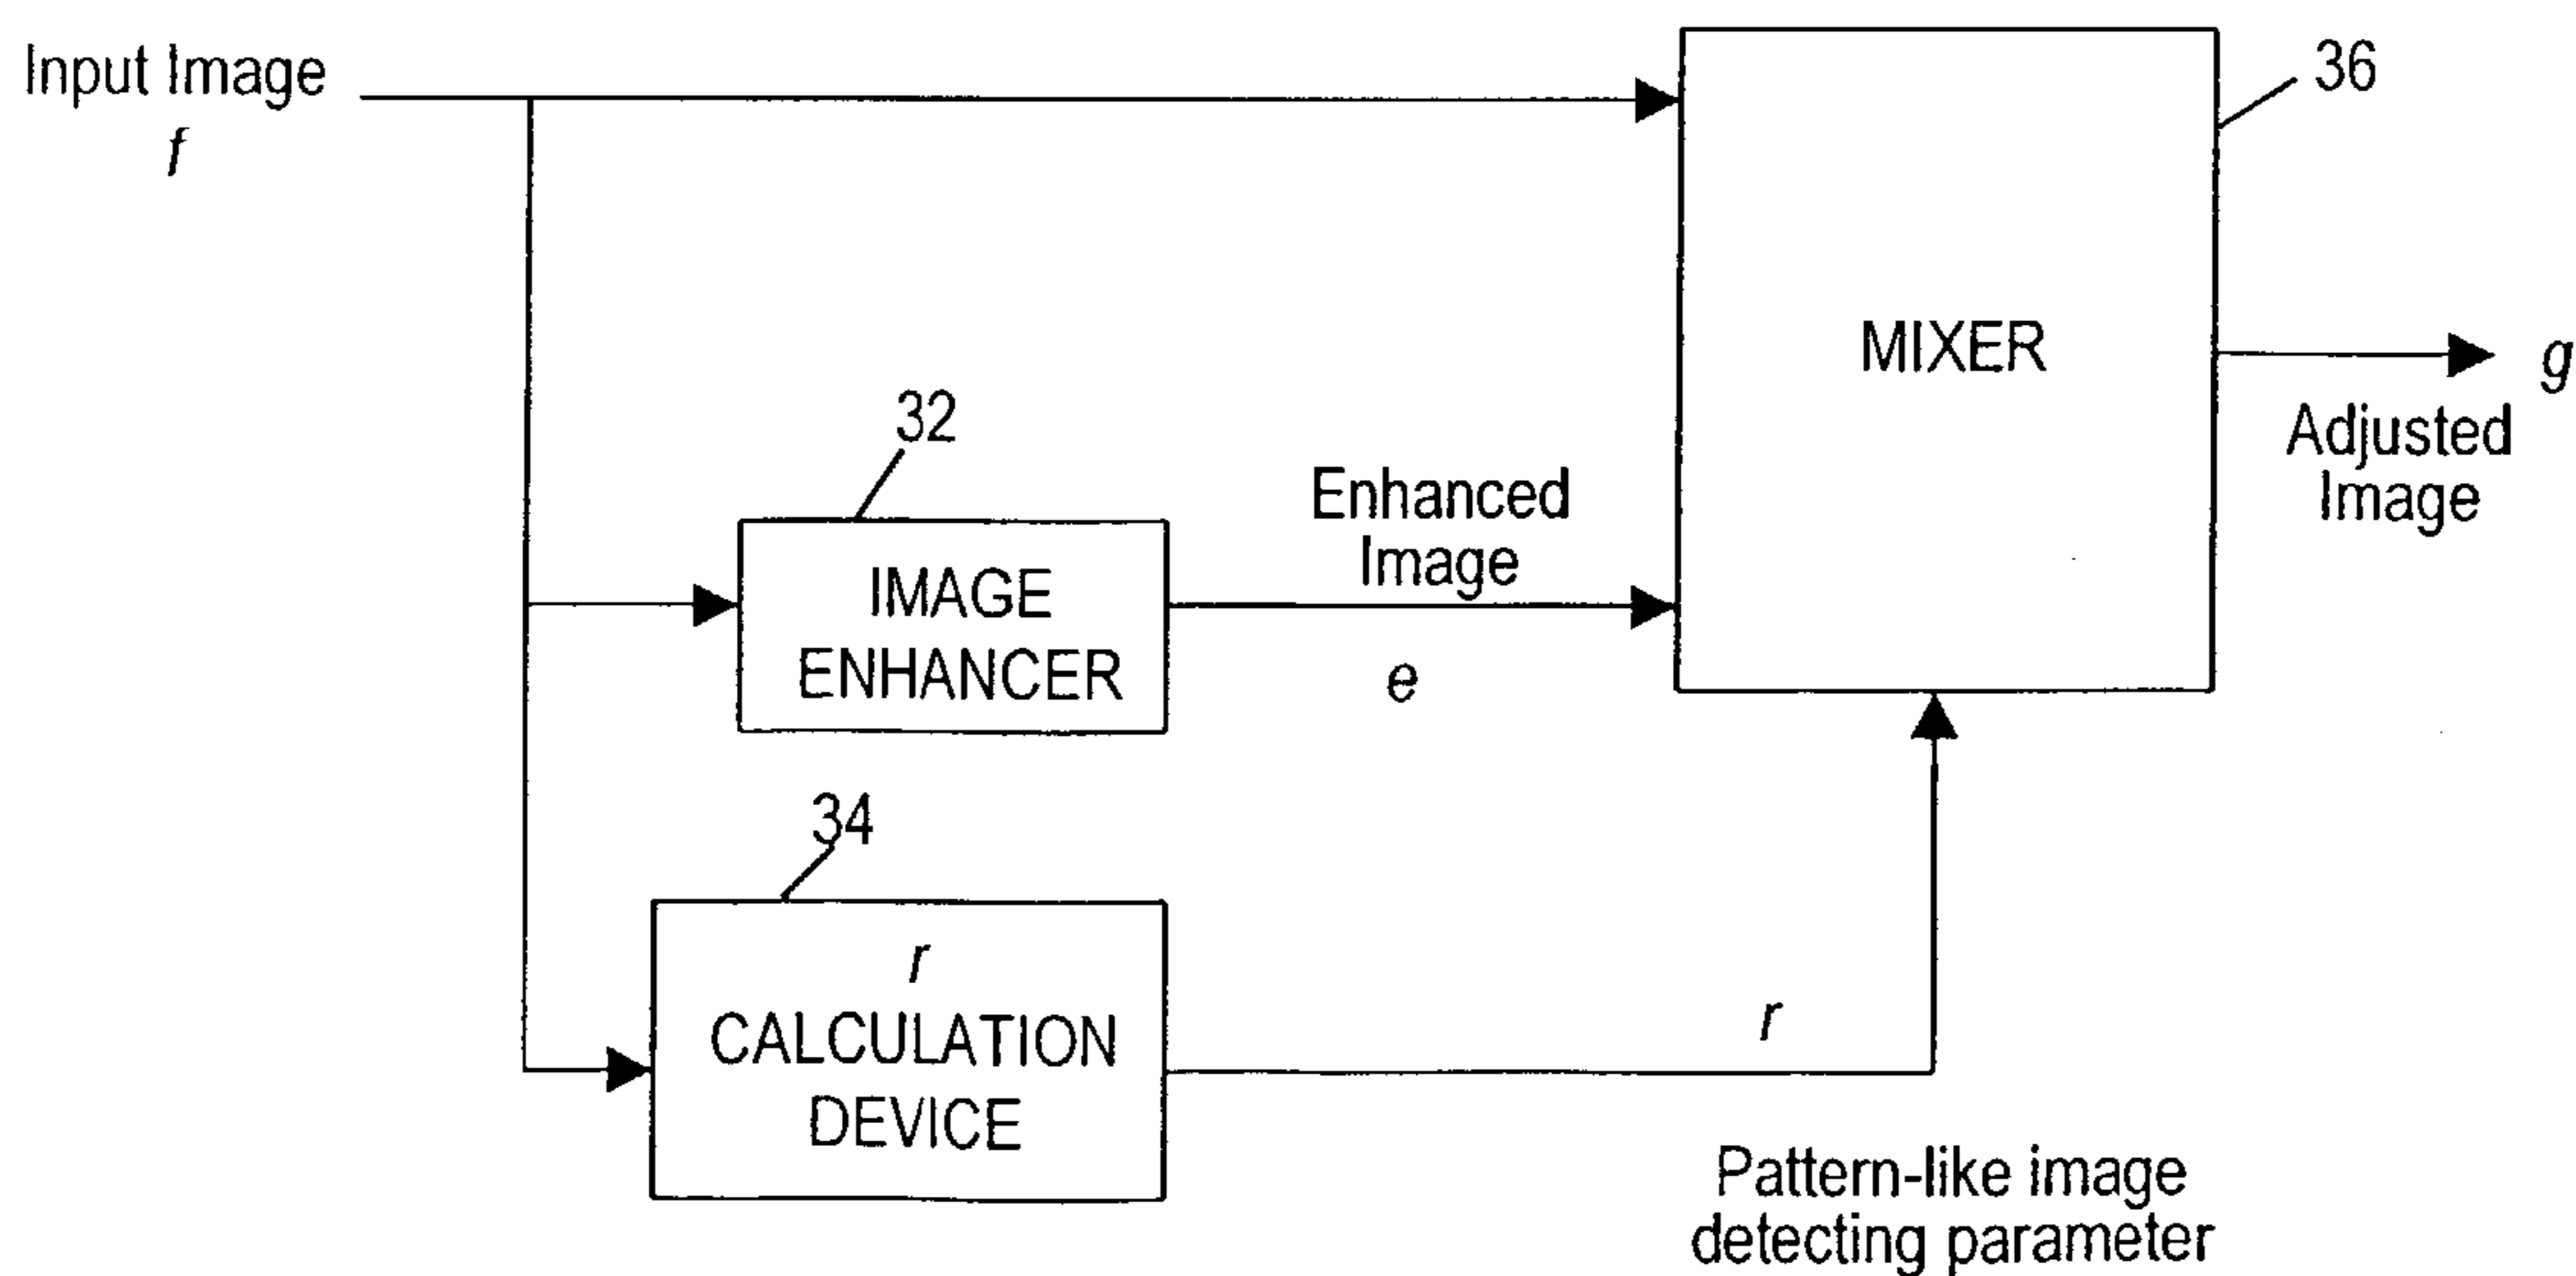 Input Image
f
36
MIXER
g
Adjusted
Image
32
Enhanced
Image
IMAGE
ENHANCER
e
34
r
CALCULATION
DEVICE
r
Pattern-like image
detecting parameter